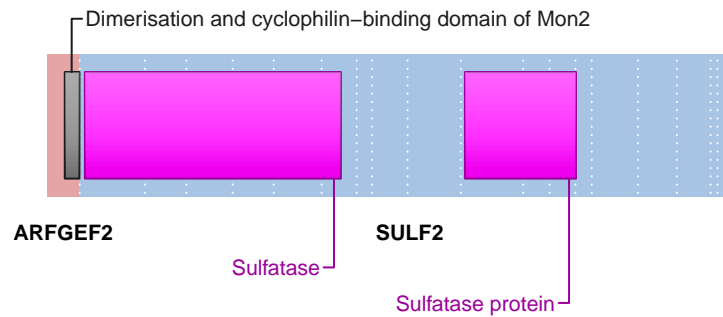 Dimerisation and cyclophilin−binding domain of Mon2
ARFGEF2
SULF2
Sulfatase
Sulfatase protein